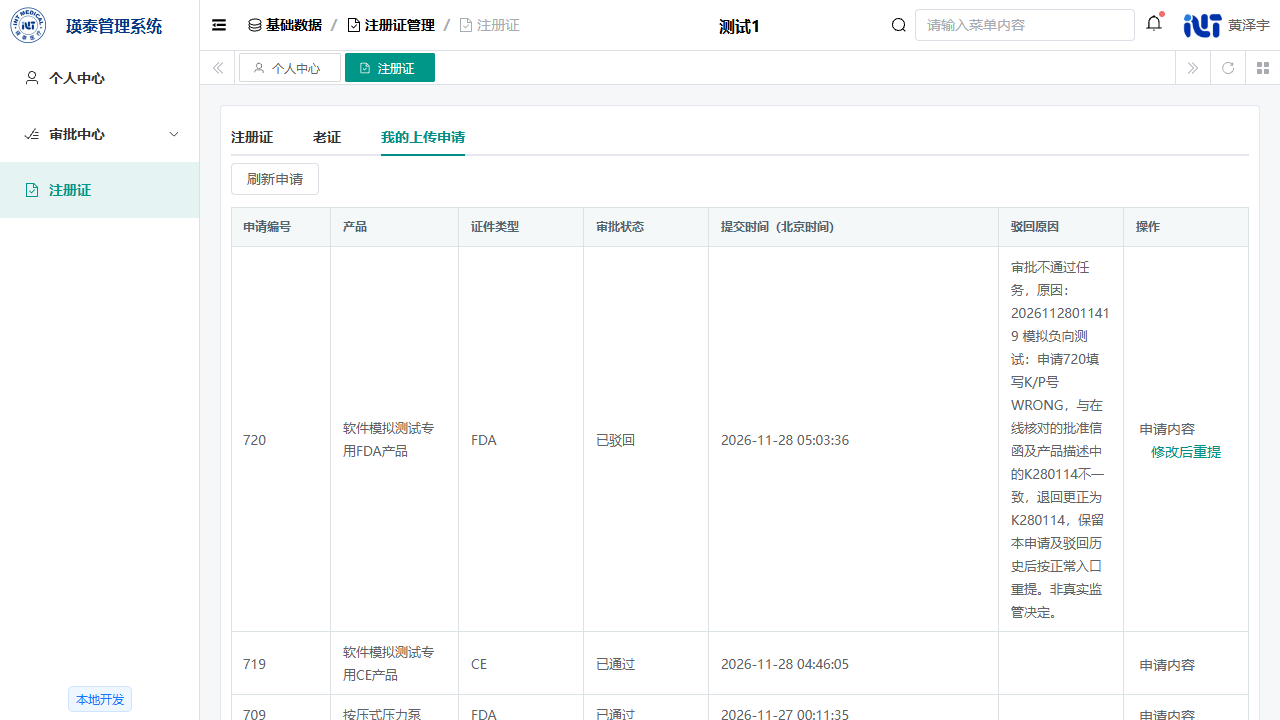 瑛泰管理系统
基础数据 / 注册证管理 / 注册证
测试1
请输入菜单内容
黄泽宇
个人中心
注册证
个人中心
审批中心
注册证
本地开发
注册证 老证 我的上传申请
刷新申请
申请编号 产品 证件类型 审批状态 提交时间（北京时间） 驳回原因 操作
720
软件模拟测试专
用FDA产品
FDA
已驳回
2026-11-28 05:03:36
审批不通过任
务，原因：
2026112801141
9 模拟负向测
试：申请720填
写K/P号
WRONG，与在
线核对的批准信
函及产品描述中
的K280114不一
致，退回更正为
K280114，保留
本申请及驳回历
史后按正常入口
重提。非真实监
管决定。
申请内容
修改后重提
719
软件模拟测试专
用CE产品
CE
已通过
2026-11-28 04:46:05
申请内容
709
按压式压力泵
FDA
已通过
2026-11-27 00:11:35
申请内容